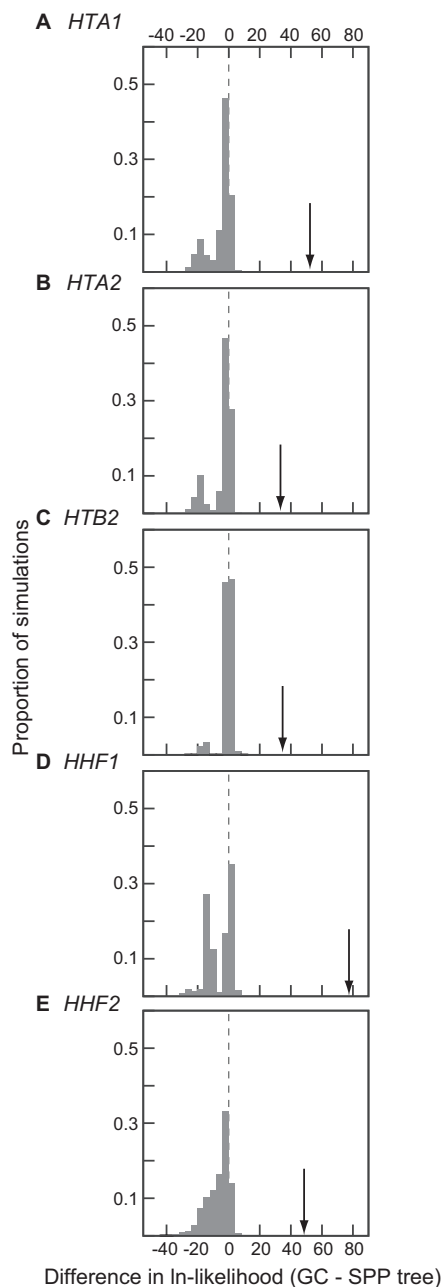 A HTA1
-40 -20 0 20 40 60 80
0.5
0.3
0.1
B HTA2
0.5
0.3
0.1
C HTB2
0.5
0.3
0.1
D HHF1
0.5
0.3
0.1
E HHF2
0.5
0.3
0.1
-40 -20 0 20 40 60 80
Proportion of simulations
Difference in ln-likelihood (GC - SPP tree)